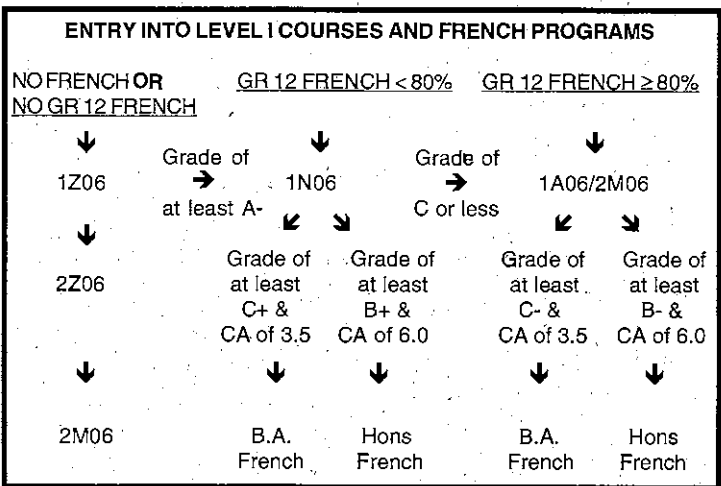 ENTRY INTO LEVEL I COURSES AND FRENCH PROGRAMS
NO FRENCH OR
NO GR 12 FRENCH
GR 12 FRENCH < 80%
GR 12 FRENCH ≥ 80%
1Z06
Grade of
at least A-
1N06
Grade of
C or less
1A06/2M06
2Z06
Grade of
at least
C+ &
CA of 3.5
Grade of
at least
B+ &
CA of 6.0
Grade of
at least
C- &
CA of 3.5
Grade of
at least
B- &
CA of 6.0
2M06
B.A.
French
Hons
French
B.A.
French
Hons
French